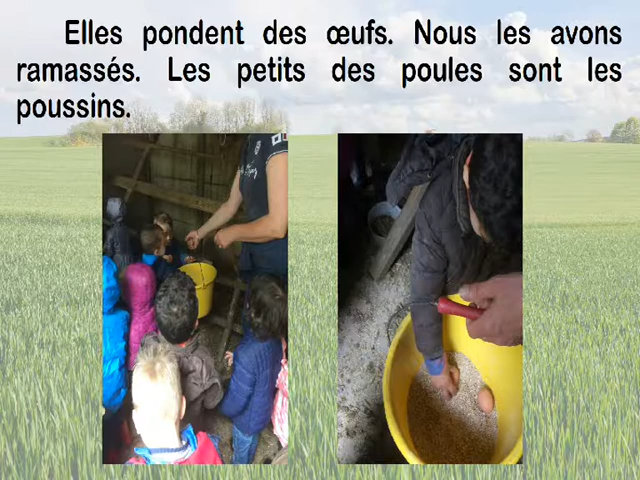 Elles pondent des œufs. Nous les avons
ramassés. Les petits des poules sont les
poussins.